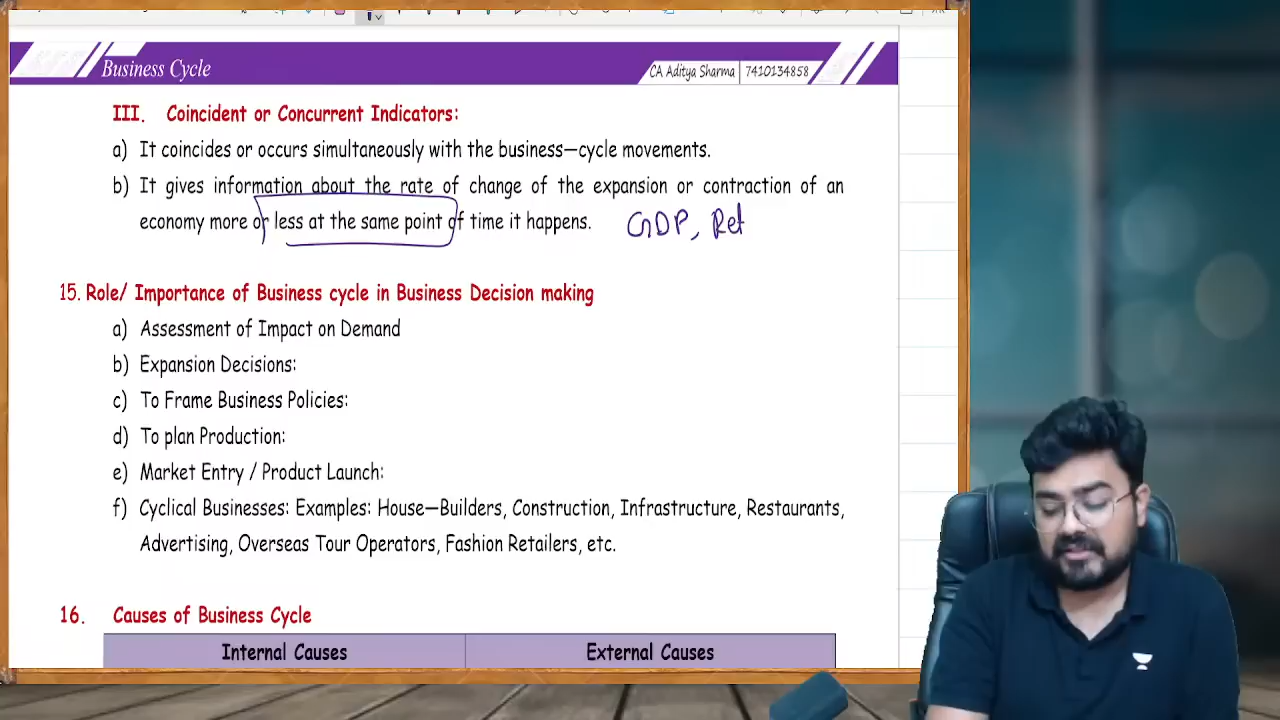 Business Cycle
CA Aditya Sharma | 7410134858
III. Coincident or Concurrent Indicators:
a) It coincides or occurs simultaneously with the business—cycle movements.
b) It gives information about the rate of change of the expansion or contraction of an
economy more or less at the same point of time it happens. GDP, Ret
15. Role/ Importance of Business cycle in Business Decision making
a) Assessment of Impact on Demand
b) Expansion Decisions:
c) To Frame Business Policies:
d) To plan Production:
e) Market Entry / Product Launch:
f) Cyclical Businesses: Examples: House—Builders, Construction, Infrastructure, Restaurants,
Advertising, Overseas Tour Operators, Fashion Retailers, etc.
16. Causes of Business Cycle
Internal Causes External Causes